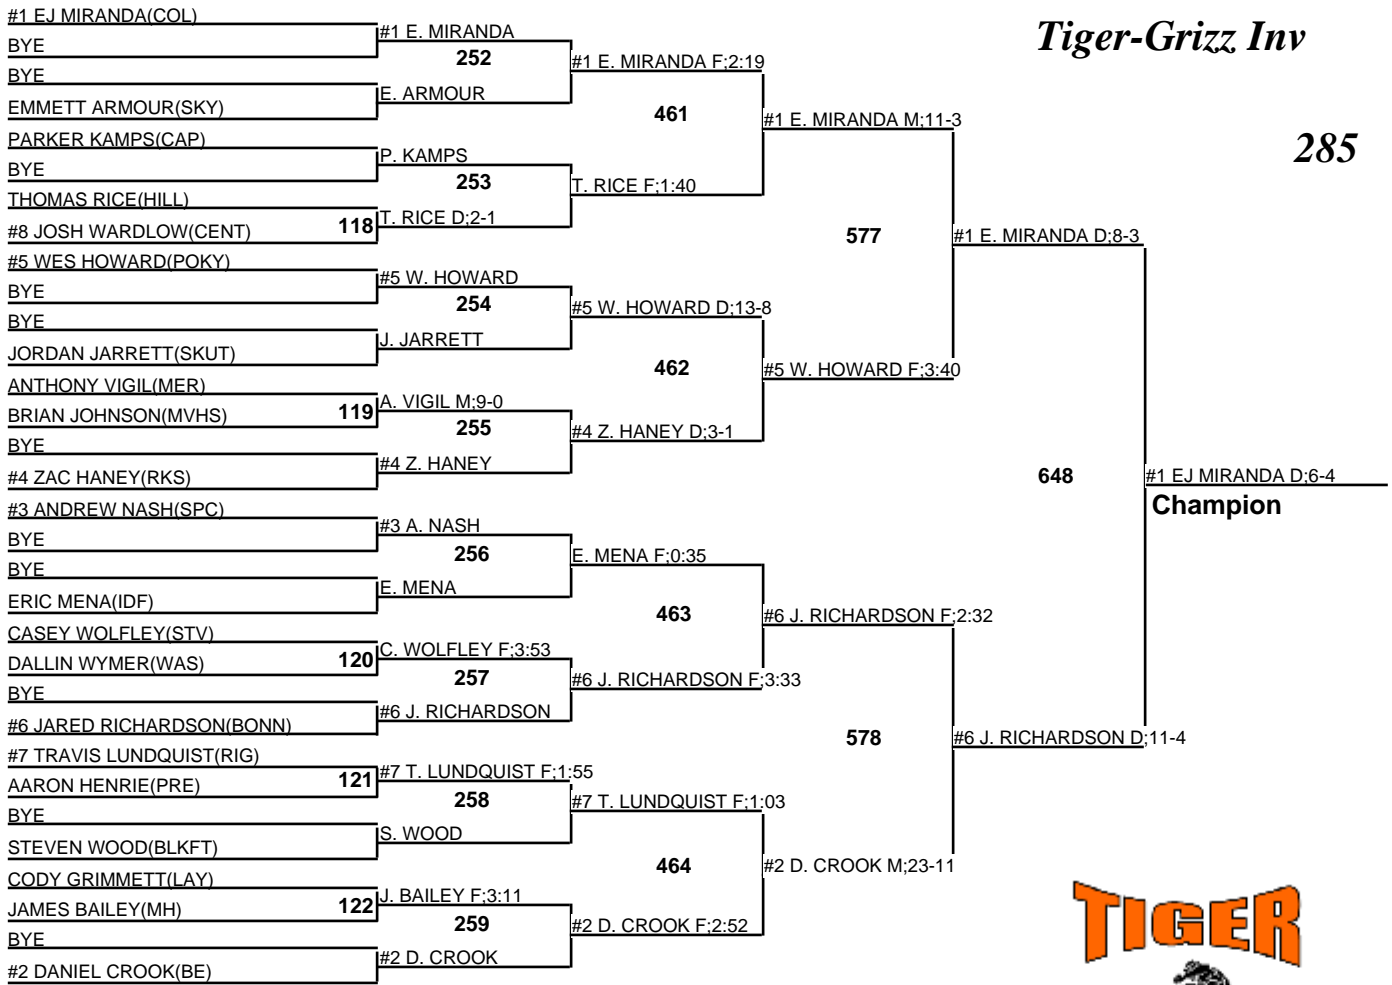 #1 EJ MIRANDA(COL)
BYE
BYE
EMMETT ARMOUR(SKY)
PARKER KAMPS(CAP)
BYE
THOMAS RICE(HILL)
#8 JOSH WARDLOW(CENT)
#5 WES HOWARD(POKY)
BYE
BYE
JORDAN JARRETT(SKUT)
ANTHONY VIGIL(MER)
BRIAN JOHNSON(MVHS)
BYE
#4 ZAC HANEY(RKS)
#3 ANDREW NASH(SPC)
BYE
BYE
ERIC MENA(IDF)
CASEY WOLFLEY(STV)
DALLIN WYMER(WAS)
BYE
#6 JARED RICHARDSON(BONN)
#7 TRAVIS LUNDQUIST(RIG)
AARON HENRIE(PRE)
BYE
STEVEN WOOD(BLKFT)
CODY GRIMMETT(LAY)
JAMES BAILEY(MH)
BYE
#2 DANIEL CROOK(BE)
118
119
120
121
122
#1 E. MIRANDA
252
E. ARMOUR
P. KAMPS
253
T. RICE D;2-1
#5 W. HOWARD
254
J. JARRETT
A. VIGIL M;9-0
255
#4 Z. HANEY
#3 A. NASH
256
E. MENA
C. WOLFLEY F;3:53
257
#6 J. RICHARDSON
#7 T. LUNDQUIST F;1:55
258
S. WOOD
J. BAILEY F;3:11
259
#2 D. CROOK
#1 E. MIRANDA F;2:19
461
T. RICE F;1:40
#5 W. HOWARD D;13-8
462
#4 Z. HANEY D;3-1
E. MENA F;0:35
463
#6 J. RICHARDSON F;3:33
#7 T. LUNDQUIST F;1:03
464
#2 D. CROOK F;2:52
#1 E. MIRANDA M;11-3
577
#5 W. HOWARD F;3:40
#6 J. RICHARDSON F;2:32
578
#2 D. CROOK M;23-11
#1 E. MIRANDA D;8-3
648
#6 J. RICHARDSON D;11-4
#1 EJ MIRANDA D;6-4
Champion
Tiger-Grizz Inv
285
TIGER